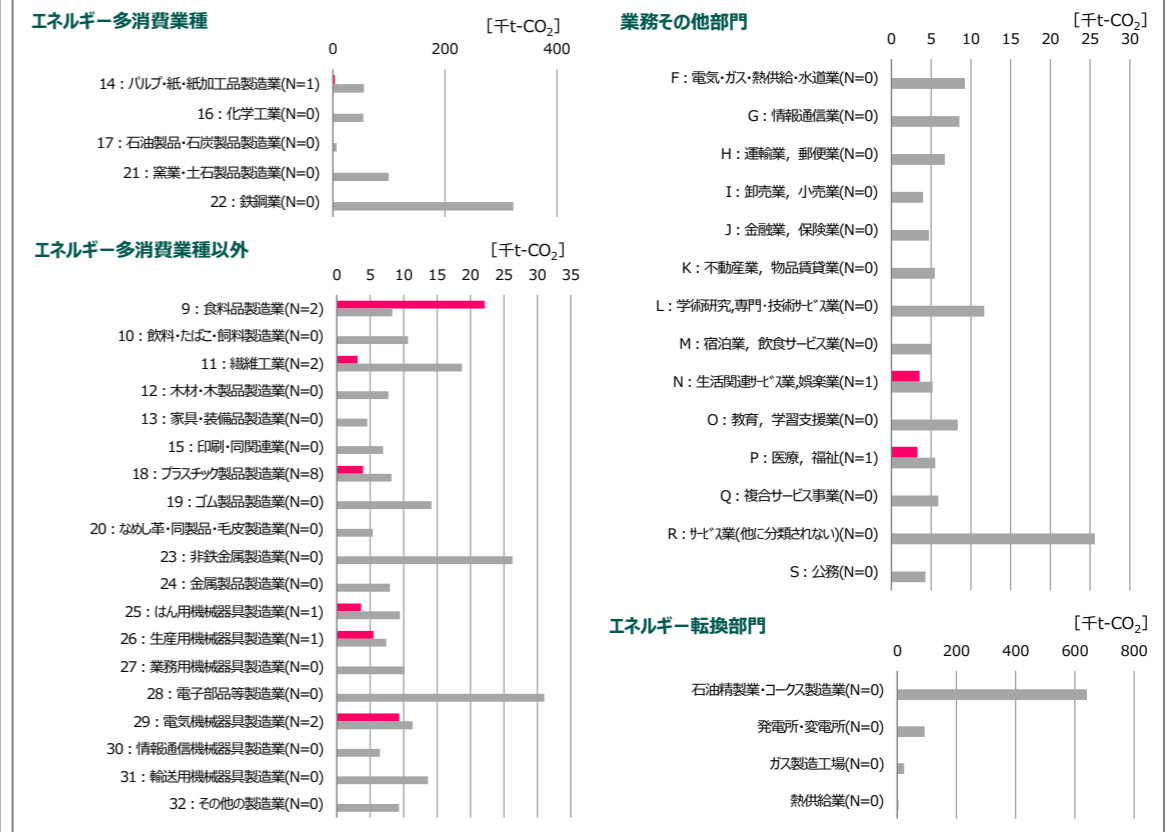 エネルギー多消費業種
[千t-CO2]
0 200 400
14：パルプ・紙・紙加工品製造業(N=1)
16：化学工業(N=0)
17：石油製品・石炭製品製造業(N=0)
21：窯業・土石製品製造業(N=0)
22：鉄鋼業(N=0)
エネルギー多消費業種以外
[千t-CO2]
0 5 10 15 20 25 30 35
9：食料品製造業(N=2)
10：飲料・たばこ・飼料製造業(N=0)
11：繊維工業(N=2)
12：木材・木製品製造業(N=0)
13：家具・装備品製造業(N=0)
15：印刷・同関連業(N=0)
18：プラスチック製品製造業(N=8)
19：ゴム製品製造業(N=0)
20：なめし革・同製品・毛皮製造業(N=0)
23：非鉄金属製造業(N=0)
24：金属製品製造業(N=0)
25：はん用機械器具製造業(N=1)
26：生産用機械器具製造業(N=1)
27：業務用機械器具製造業(N=0)
28：電子部品等製造業(N=0)
29：電気機械器具製造業(N=2)
30：情報通信機械器具製造業(N=0)
31：輸送用機械器具製造業(N=0)
32：その他の製造業(N=0)
業務その他部門
[千t-CO2]
0 5 10 15 20 25 30
F：電気・ガス・熱供給・水道業(N=0)
G：情報通信業(N=0)
H：運輸業，郵便業(N=0)
I：卸売業，小売業(N=0)
J：金融業，保険業(N=0)
K：不動産業，物品賃貸業(N=0)
L：学術研究,専門・技術サービス業(N=0)
M：宿泊業，飲食サービス業(N=0)
N：生活関連サービス業,娯楽業(N=1)
O：教育，学習支援業(N=0)
P：医療，福祉(N=1)
Q：複合サービス事業(N=0)
R：サービス業(他に分類されない)(N=0)
S：公務(N=0)
エネルギー転換部門
[千t-CO2]
0 200 400 600 800
石油精製業・コークス製造業(N=0)
発電所・変電所(N=0)
ガス製造工場(N=0)
熱供給業(N=0)